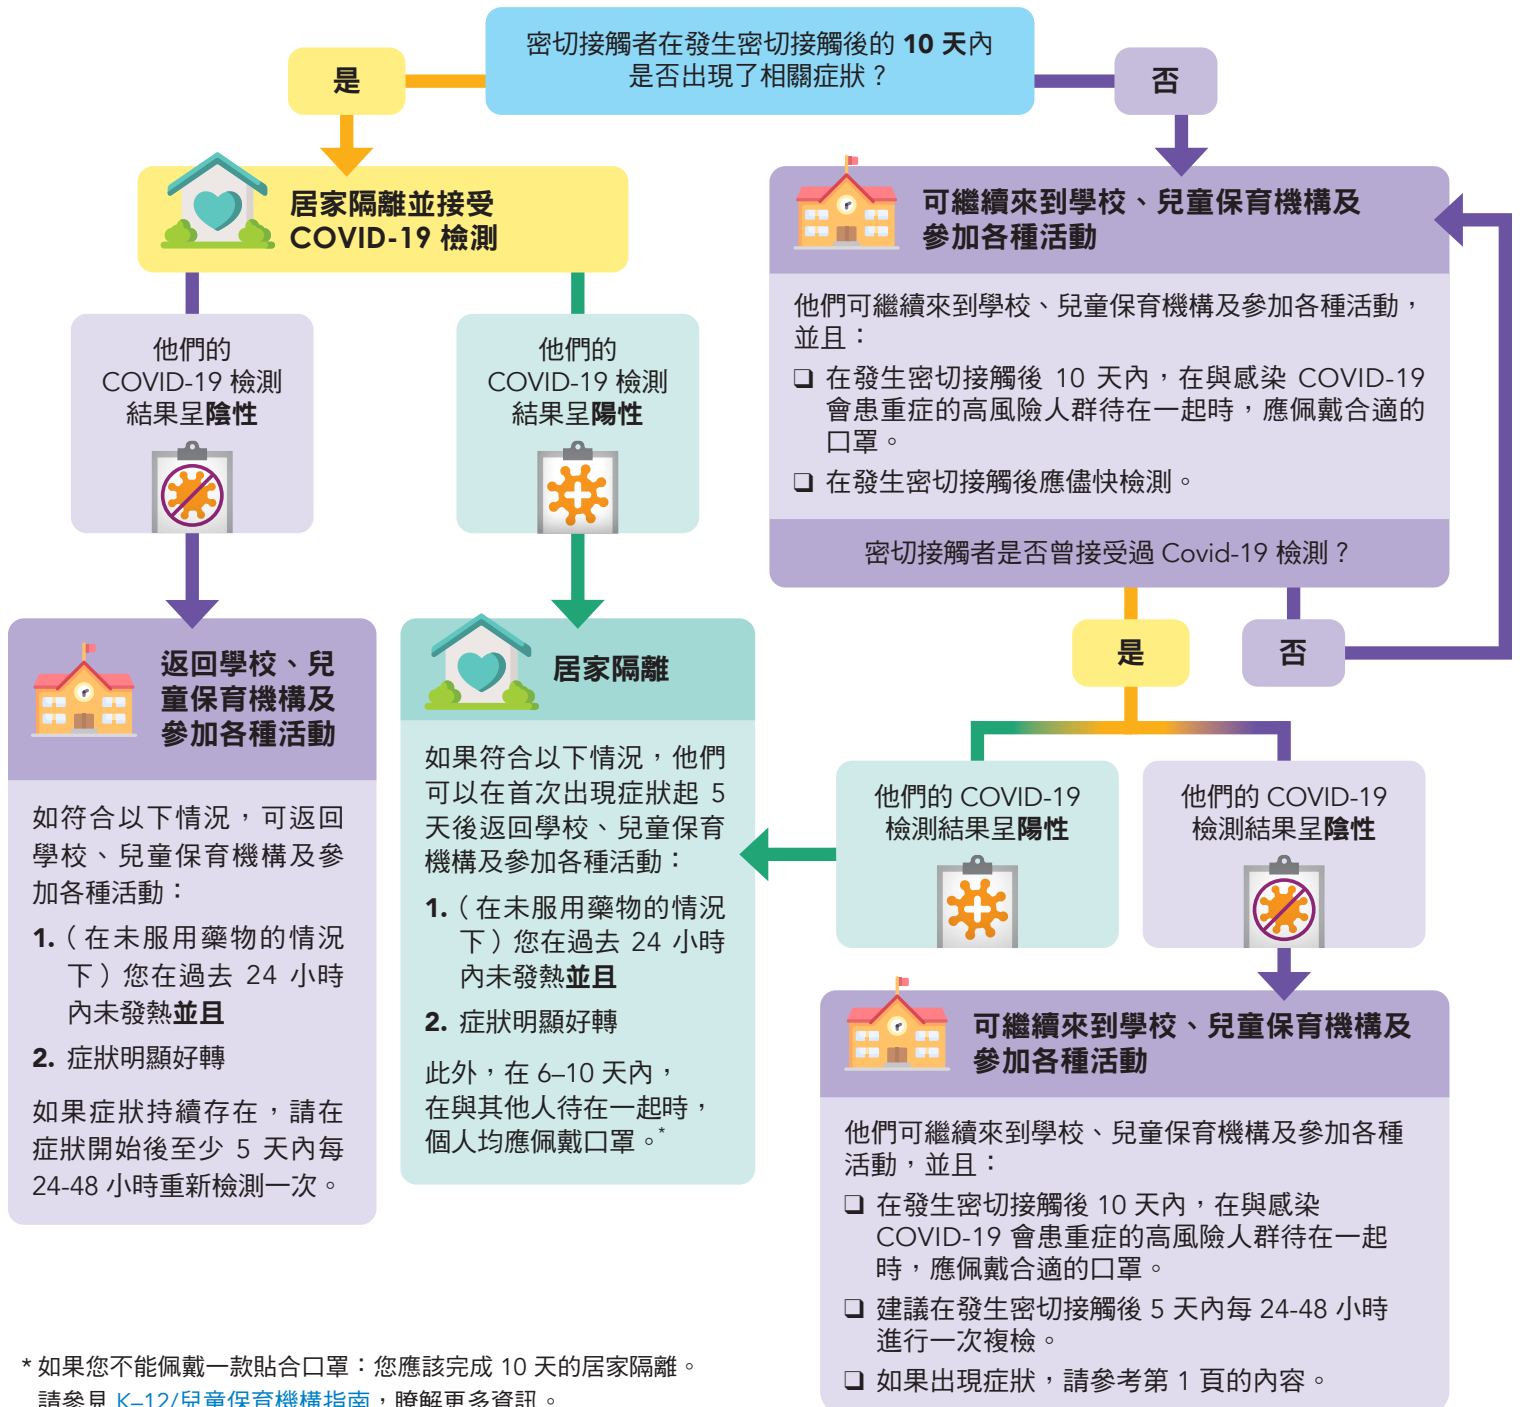 密切接觸者在發生密切接觸後的 10 天內
是否出現了相關症狀？
是
否
居家隔離並接受
COVID-19 檢測
可繼續來到學校、兒童保育機構及
參加各種活動
他們可繼續來到學校、兒童保育機構及參加各種活動，
並且：
❑ 在發生密切接觸後 10 天內，在與感染 COVID-19
會患重症的高風險人群待在一起時，應佩戴合適的
口罩。
❑ 在發生密切接觸後應儘快檢測。
密切接觸者是否曾接受過 Covid-19 檢測？
他們的
COVID-19 檢測
結果呈陰性
他們的
COVID-19 檢測
結果呈陽性
是
否
返回學校、兒
童保育機構及
參加各種活動
如符合以下情況，可返回
學校、兒童保育機構及參
加各種活動：
1.（在未服用藥物的情況
下）您在過去 24 小時
內未發熱並且
2. 症狀明顯好轉
如果症狀持續存在，請在
症狀開始後至少 5 天內每
24-48 小時重新檢測一次。
居家隔離
如果符合以下情況，他們
可以在首次出現症狀起 5
天後返回學校、兒童保育
機構及參加各種活動：
1.（在未服用藥物的情況
下）您在過去 24 小時
內未發熱並且
2. 症狀明顯好轉
此外，在 6–10 天內，
在與其他人待在一起時，
個人均應佩戴口罩。*
他們的 COVID-19
檢測結果呈陽性
他們的 COVID-19
檢測結果呈陰性
可繼續來到學校、兒童保育機構及
參加各種活動
他們可繼續來到學校、兒童保育機構及參加各種
活動，並且：
❑ 在發生密切接觸後 10 天內，在與感染
COVID-19 會患重症的高風險人群待在一起
時，應佩戴合適的口罩。
❑ 建議在發生密切接觸後 5 天內每 24-48 小時
進行一次複檢。
❑ 如果出現症狀，請參考第 1 頁的內容。
* 如果您不能佩戴一款貼合口罩：您應該完成 10 天的居家隔離。
請參見 K–12/兒童保育機構指南，瞭解更多資訊。